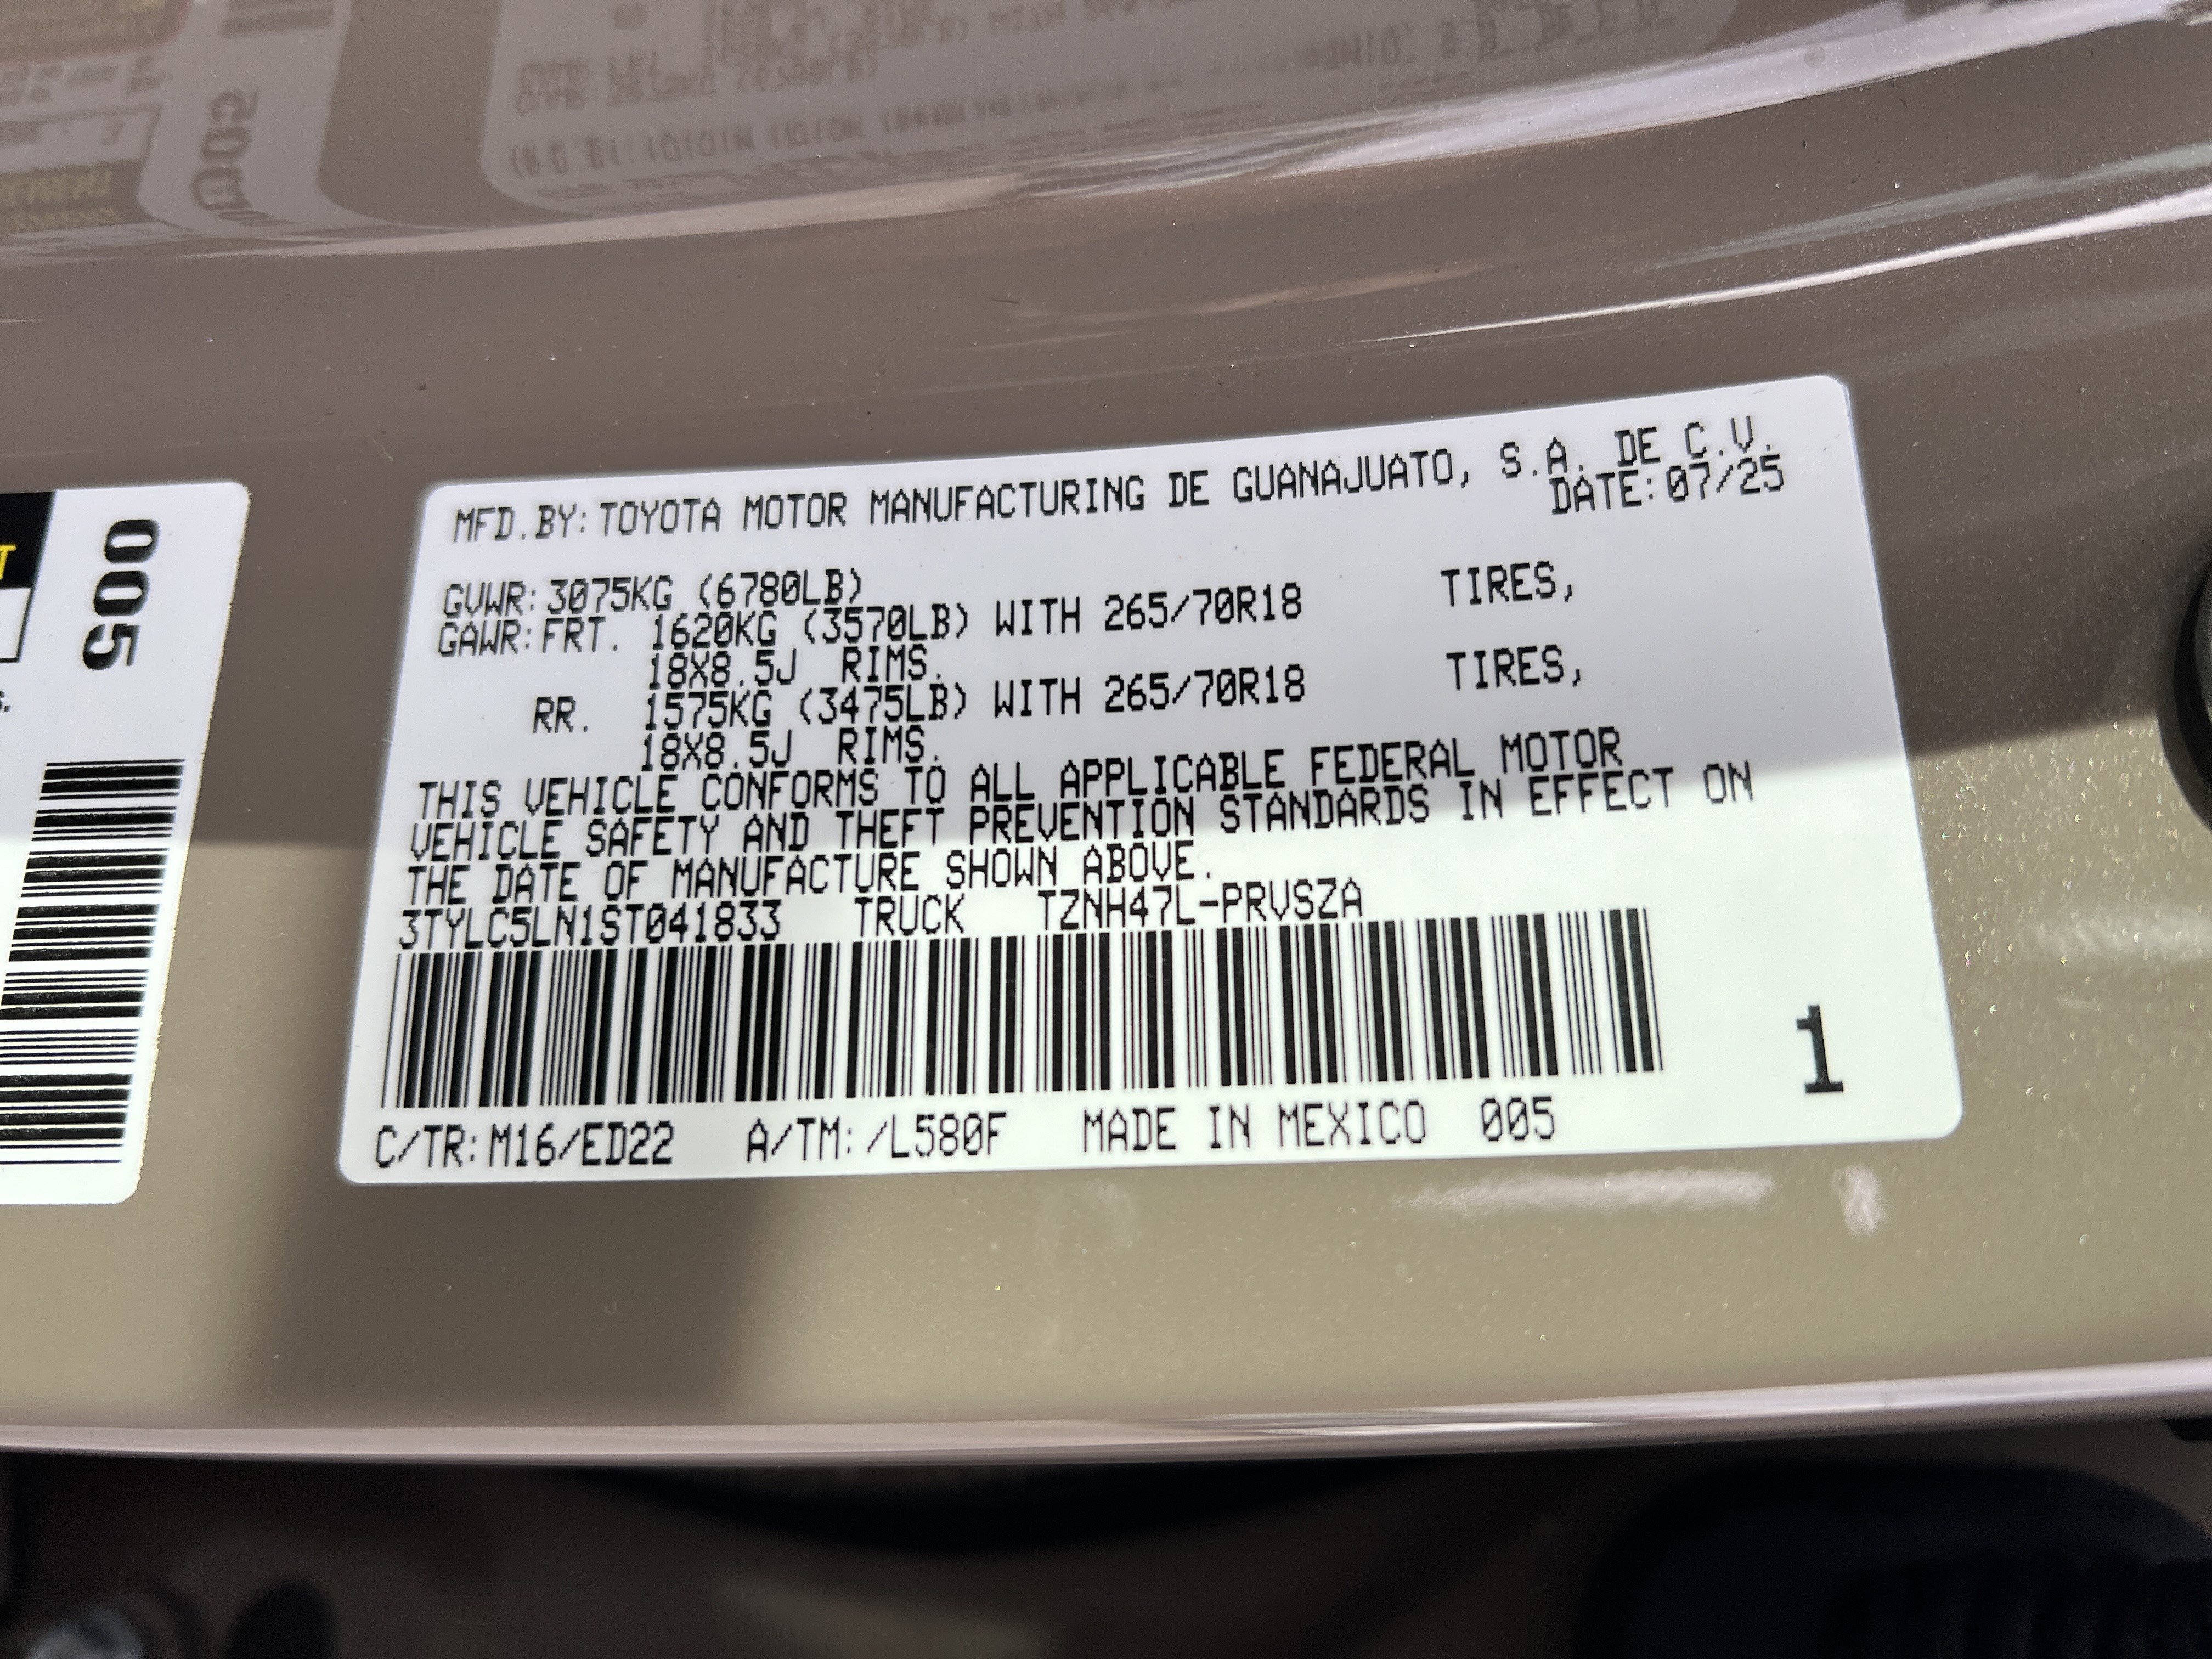 MFD.BY:TOYOTA MOTOR MANUFACTURING DE GUANAJUATO, S.A. DE C.V.
DATE:07/25
GVWR:3075KG (6780LB)
GAWR:FRT. 1620KG (3570LB) WITH 265/70R18 TIRES,
18X8.5J RIMS.
RR. 1575KG (3475LB) WITH 265/70R18 TIRES,
18X8.5J RIMS.
THIS VEHICLE CONFORMS TO ALL APPLICABLE FEDERAL MOTOR
VEHICLE SAFETY AND THEFT PREVENTION STANDARDS IN EFFECT ON
THE DATE OF MANUFACTURE SHOWN ABOVE.
3TYLC5LN1ST041833 TRUCK TZNH47L-PRVSZA
1
C/TR:M16/ED22 A/TM:/L580F MADE IN MEXICO 005
005